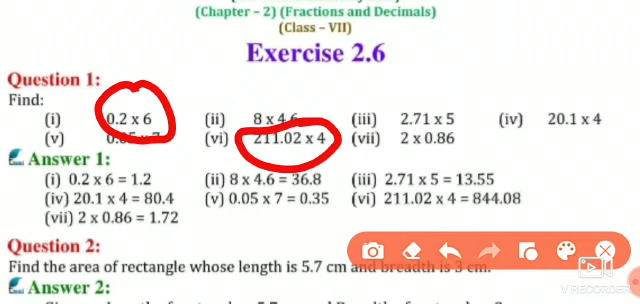 (Chapter – 2) (Fractions and Decimals)
(Class – VII)
Exercise 2.6
Question 1:
Find:
(i) 0.2 x 6 (ii) 8 x 4.6 (iii) 2.71 x 5 (iv) 20.1 x 4
(v) 0.05 x 7 (vi) 211.02 x 4 (vii) 2 x 0.86
Answer 1:
(i) 0.2 x 6 = 1.2 (ii) 8 x 4.6 = 36.8 (iii) 2.71 x 5 = 13.55
(iv) 20.1 x 4 = 80.4 (v) 0.05 x 7 = 0.35 (vi) 211.02 x 4 = 844.08
(vii) 2 x 0.86 = 1.72
Question 2:
Find the area of rectangle whose length is 5.7 cm and breadth is 3 cm.
Answer 2:
V RECORDER